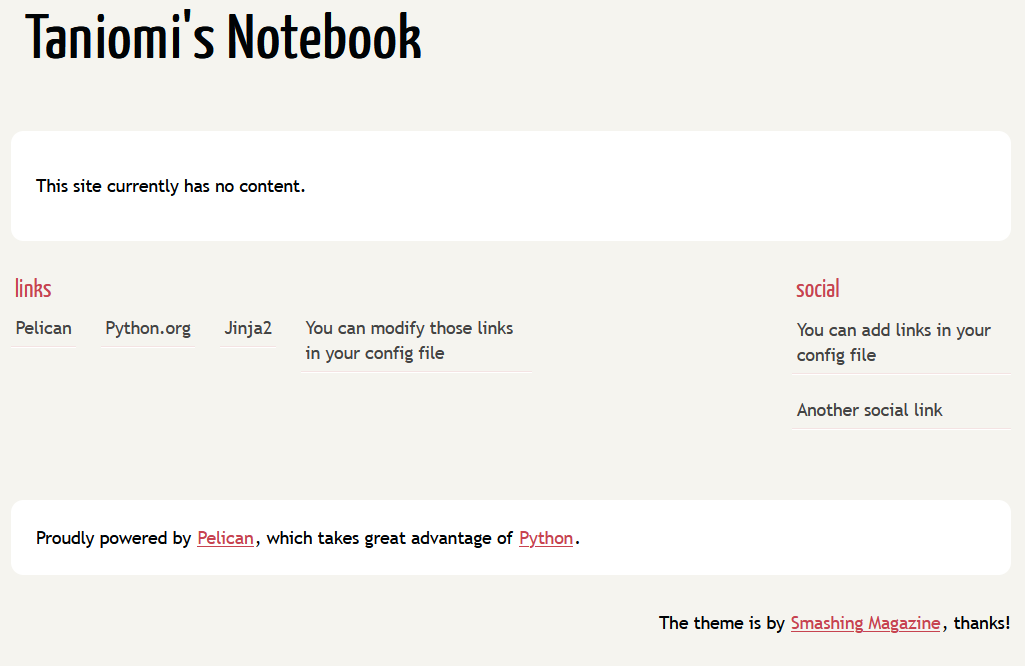 Taniomi's Notebook
This site currently has no content.
links
Pelican Python.org Jinja2 You can modify those links
in your config file
social
You can add links in your
config file
Another social link
Proudly powered by Pelican, which takes great advantage of Python.
The theme is by Smashing Magazine, thanks!